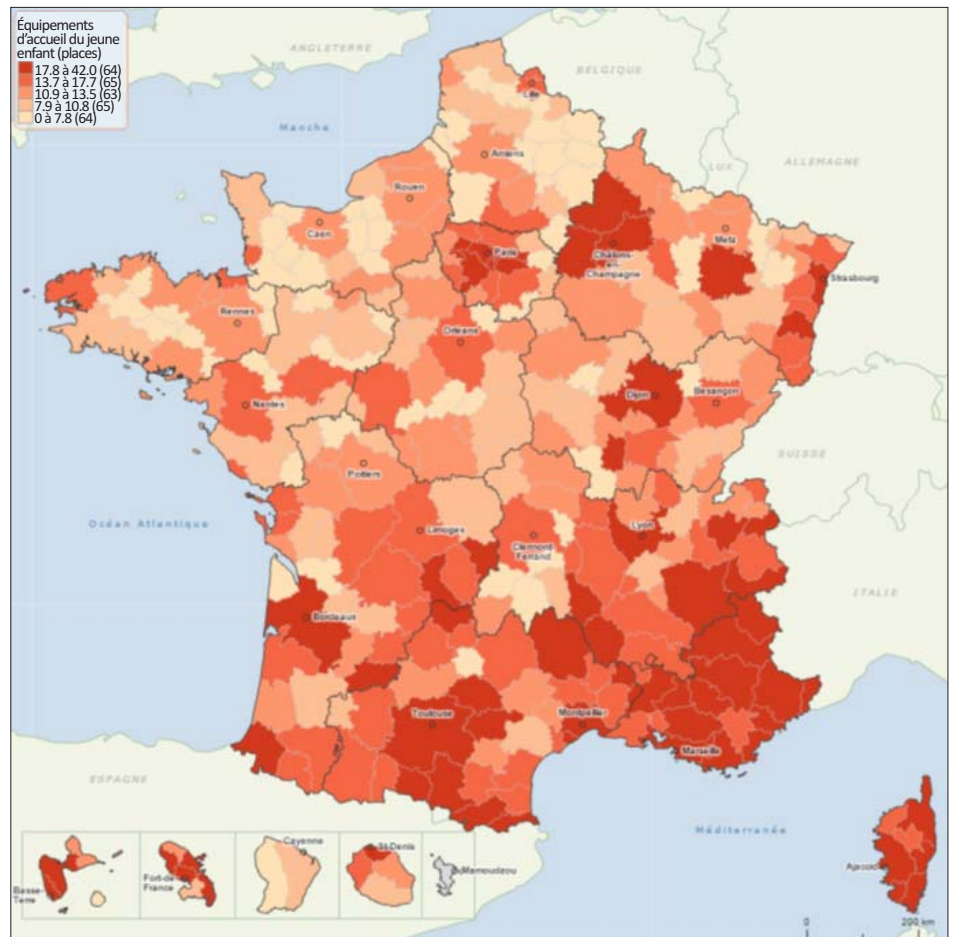 Équipements
d'accueil du jeune
enfant (places)
17.8 à 42.0 (64)
13.7 à 17.7 (65)
10.9 à 13.5 (63)
7.9 à 10.8 (65)
0 à 7.8 (64)
ANGLETERRE
BELGIQUE
Lille
Manche
Amiens
LUX
ALLEMAGNE
Rouen
Caen
Metz
Paris
Châlons-
en-
Champagne
Strasbourg
Rennes
Orléans
Nantes
Dijon
Besançon
SUISSE
Poitiers
Océan Atlantique
Limoges
Lyon
Clermont
Ferrand
ITALIE
Bordeaux
Toulouse
Montpellier
Marseille
ESPAGNE
Méditerranée
Cayenne
St-Denis
Mamoudzou
Basse-
Terre
Fort-de-
France
Ajaccio
0
200 km